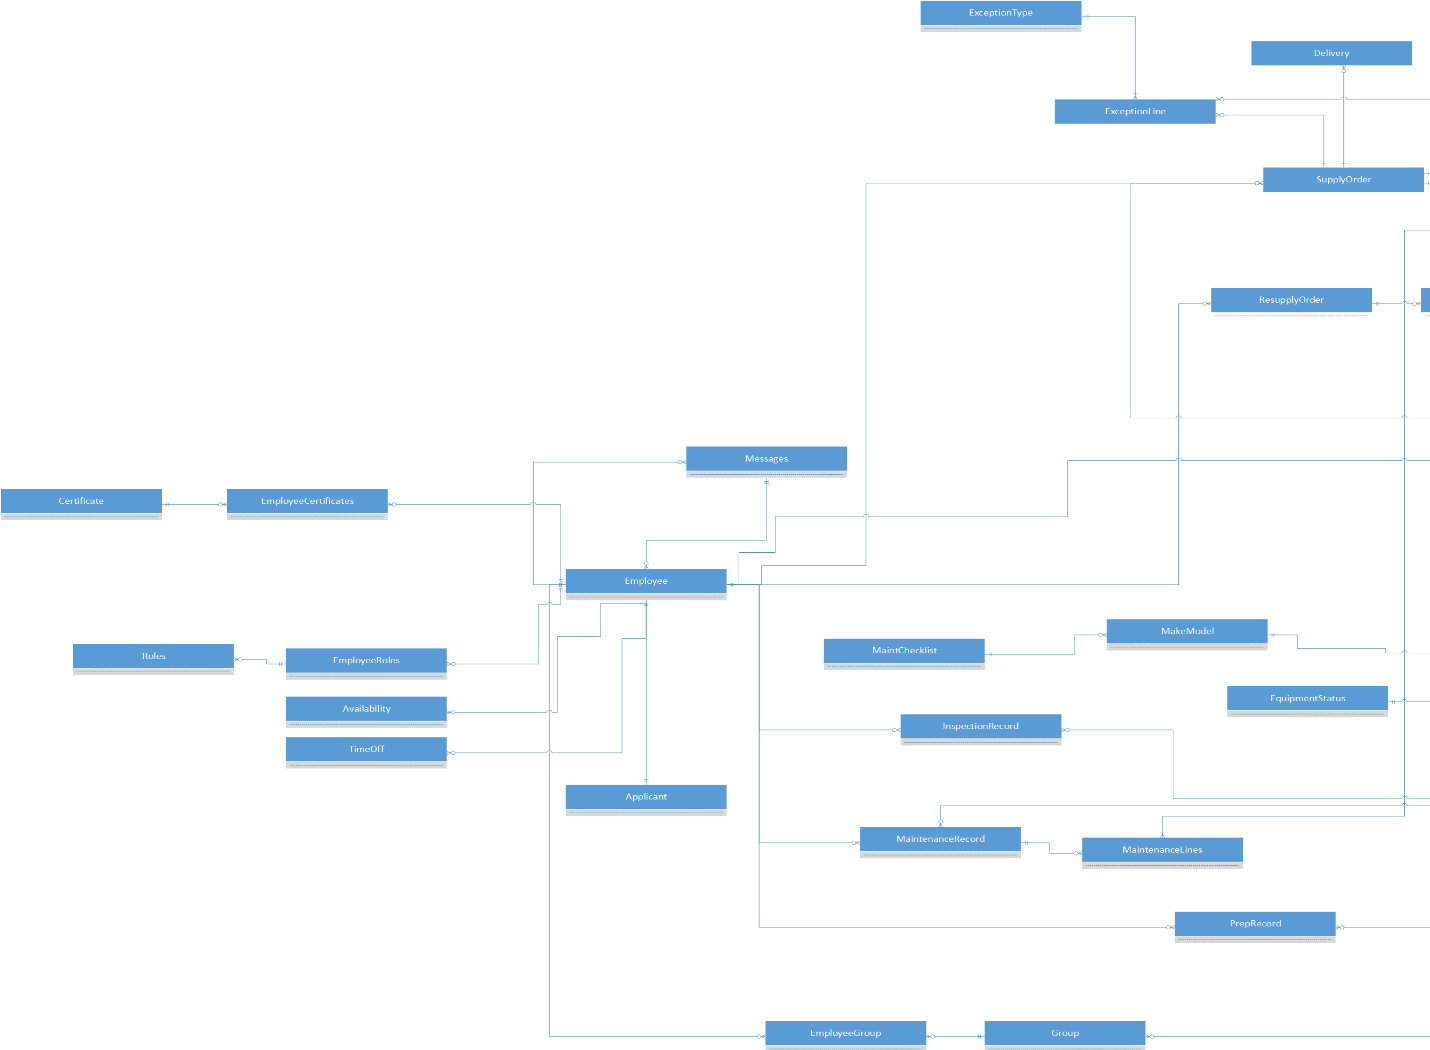 ExceptionType
Delivery
ExceptionLine
SupplyOrder
ResupplyOrder
Messages
Certificate
EmployeeCertificates
Employee
MakeModel
MaintChecklist
Roles
EmployeeRoles
EquipmentStatus
Availability
InspectionRecord
TimeOff
Applicant
MaintenanceRecord
MaintenanceLines
PrepRecord
EmployeeGroup
Group